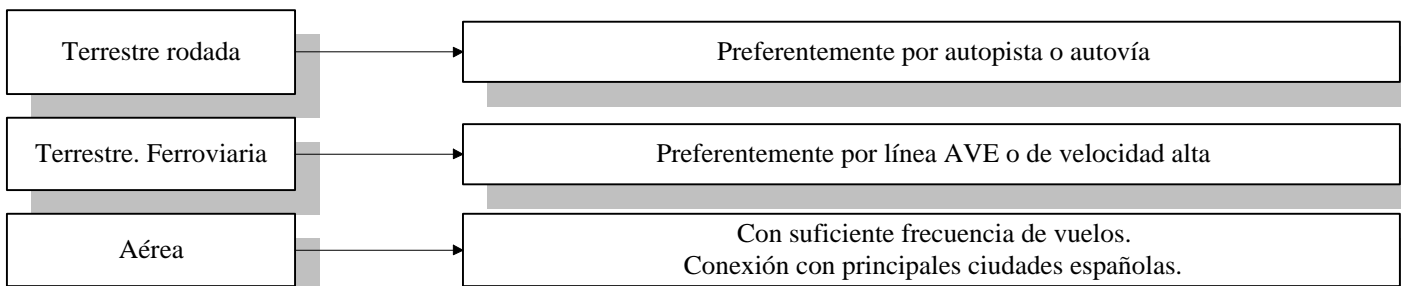 Terrestre rodada
Preferentemente por autopista o autovía
Terrestre. Ferroviaria
Preferentemente por línea AVE o de velocidad alta
Aérea
Con suficiente frecuencia de vuelos.
Conexión con principales ciudades españolas.